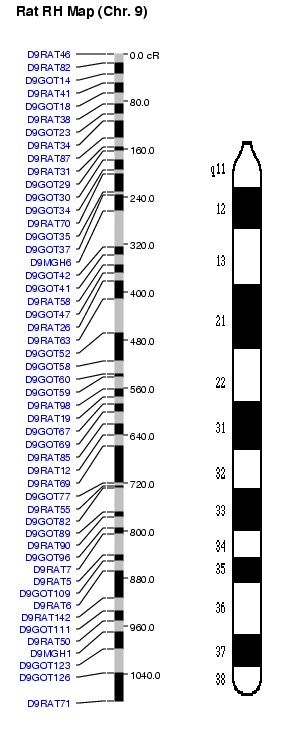 Rat RH Map (Chr. 9)
D9RAT46
D9RAT82
D9GOT14
D9RAT41
D9GOT18
D9RAT38
D9GOT23
D9RAT34
D9RAT87
D9RAT31
D9GOT29
D9GOT30
D9GOT34
D9RAT70
D9GOT35
D9GOT37
D9MGH6
D9GOT42
D9GOT41
D9RAT58
D9GOT47
D9RAT26
D9RAT63
D9GOT52
D9GOT58
D9GOT60
D9GOT59
D9RAT98
D9RAT19
D9GOT67
D9GOT69
D9RAT85
D9RAT12
D9RAT69
D9GOT77
D9RAT55
D9GOT82
D9GOT89
D9RAT90
D9GOT96
D9RAT7
D9RAT5
D9GOT109
D9RAT6
D9RAT142
D9GOT111
D9RAT50
D9MGH1
D9GOT123
D9GOT126
D9RAT71
0.0 cR
80.0
160.0
240.0
320.0
400.0
480.0
560.0
640.0
720.0
800.0
880.0
960.0
1040.0
q11
12
13
21
22
31
32
33
34
35
36
37
38